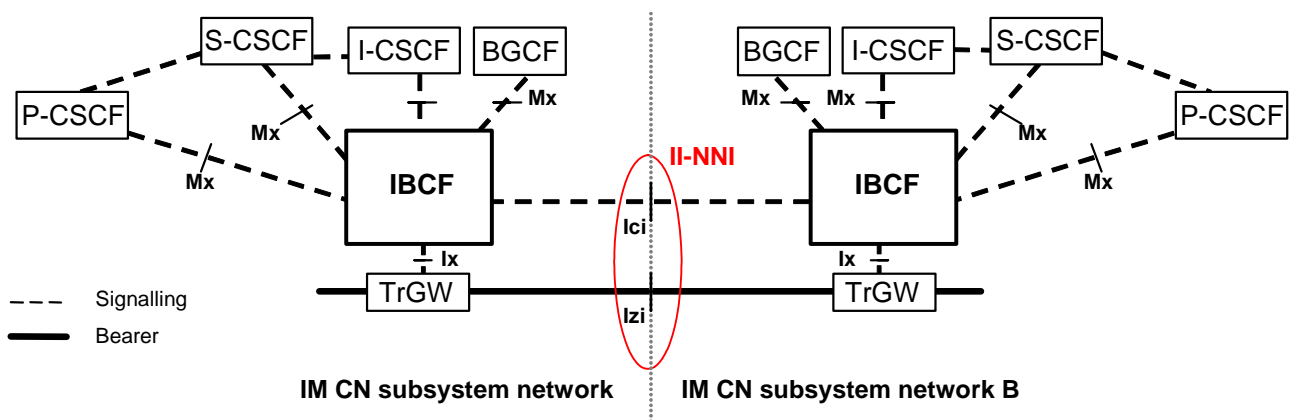 S-CSCF
I-CSCF
BGCF
BGCF
I-CSCF
S-CSCF
P-CSCF
P-CSCF
Mx
Mx
Mx
Mx
Mx
Mx
Mx
II-NNI
IBCF
IBCF
Ici
Ix
Ix
TrGW
TrGW
Izi
Signalling
Bearer
IM CN subsystem network
IM CN subsystem network B